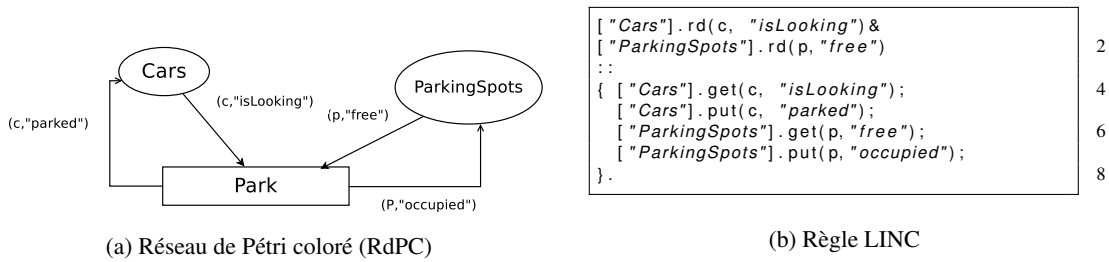 Cars
ParkingSpots
(c,"isLooking")
(p,"free")
(c,"parked")
Park
(P,"occupied")
(a) Réseau de Pétri coloré (RdPC)
["Cars"].rd(c, "isLooking")&
["ParkingSpots"].rd(p,"free") 2
::
{ ["Cars"].get(c, "isLooking"); 4
["Cars"].put(c, "parked");
["ParkingSpots"].get(p,"free"); 6
["ParkingSpots"].put(p,"occupied");
}. 8
(b) Règle LINC